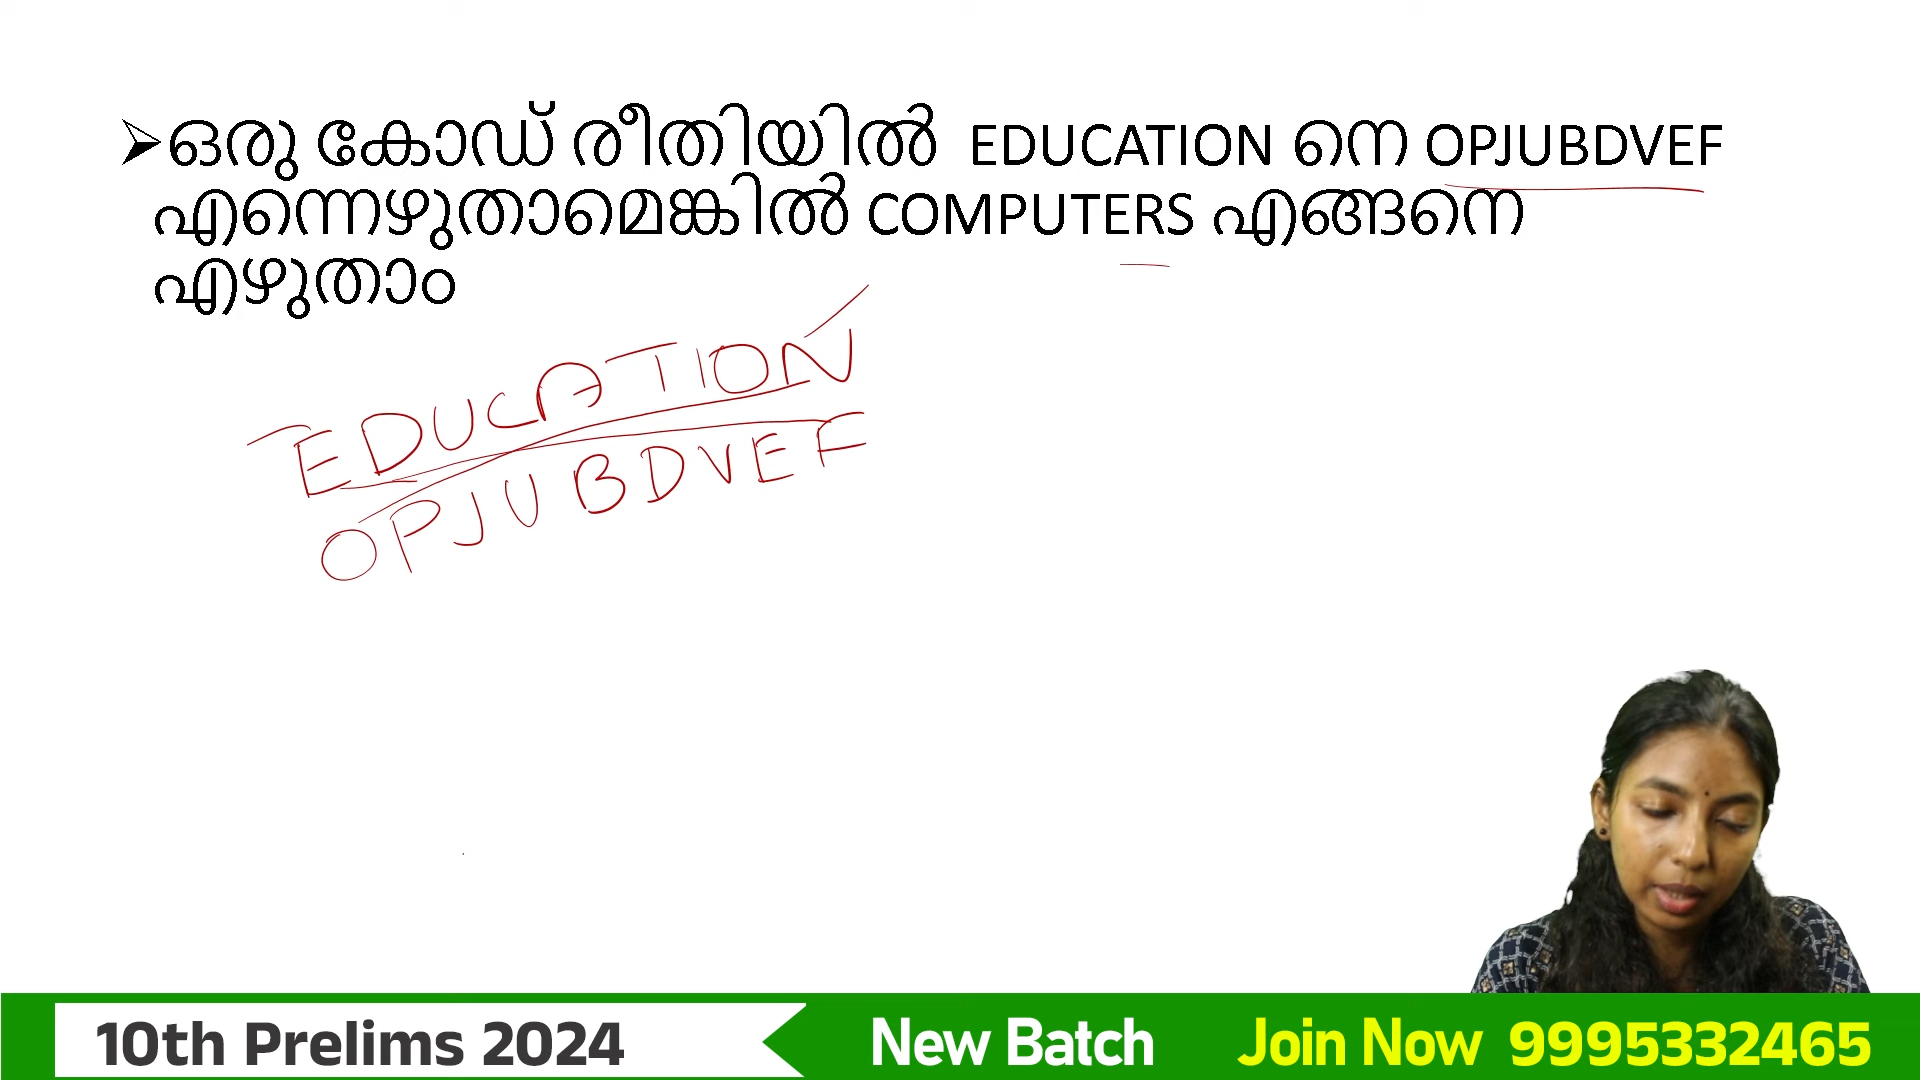 ➢ഒരു കോഡ് രീതിയിൽ EDUCATION നെ OPJUBDVEF
എന്നെഴുതാമെങ്കിൽ COMPUTERS എങ്ങനെ
എഴുതാം
EDUCATION
OPJUBDVEF
10th Prelims 2024 New Batch Join Now 9995332465